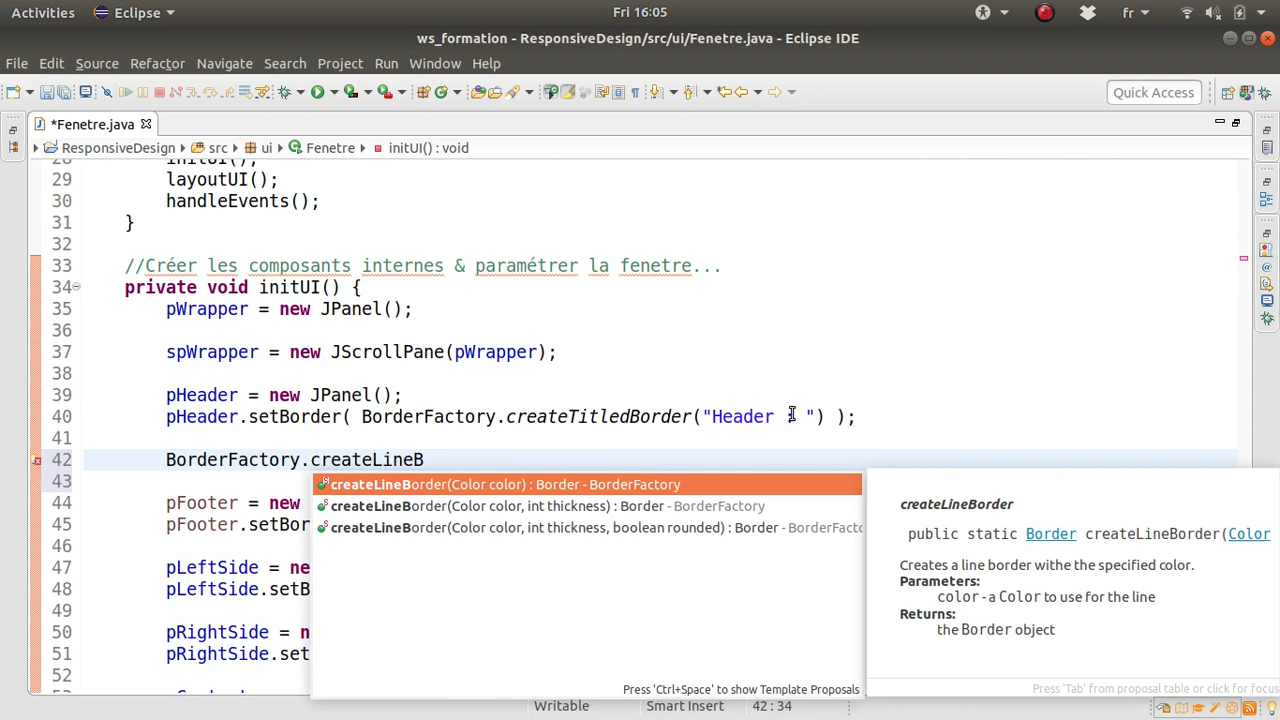 Activities Eclipse Fri 16:05 fr
ws_formation - ResponsiveDesign/src/ui/Fenetre.java - Eclipse IDE
File Edit Source Refactor Navigate Search Project Run Window Help
Quick Access
*Fenetre.java
ResponsiveDesign src ui Fenetre initUI() : void
28 initUI();
29 layoutUI();
30 handleEvents();
31 }
32
33 //Créer les composants internes & paramétrer la fenetre...
34 private void initUI() {
35 pWrapper = new JPanel();
36
37 spWrapper = new JScrollPane(pWrapper);
38
39 pHeader = new JPanel();
40 pHeader.setBorder( BorderFactory.createTitledBorder("Header : ") );
41
42 BorderFactory.createLineB
43
44 pFooter = new
45 pFooter.setBor
46
47 pLeftSide = ne
48 pLeftSide.setB
49
50 pRightSide = n
51 pRightSide.set
52
createLineBorder(Color color) : Border - BorderFactory
createLineBorder(Color color, int thickness) : Border - BorderFactory
createLineBorder(Color color, int thickness, boolean rounded) : Border - BorderFacto
Press 'Ctrl+Space' to show Template Proposals
createLineBorder
public static Border createLineBorder(Color
Creates a line border withe the specified color.
Parameters:
color - a Color to use for the line
Returns:
the Border object
Press 'Tab' from proposal table or click for focus
Writable Smart Insert 42 : 34